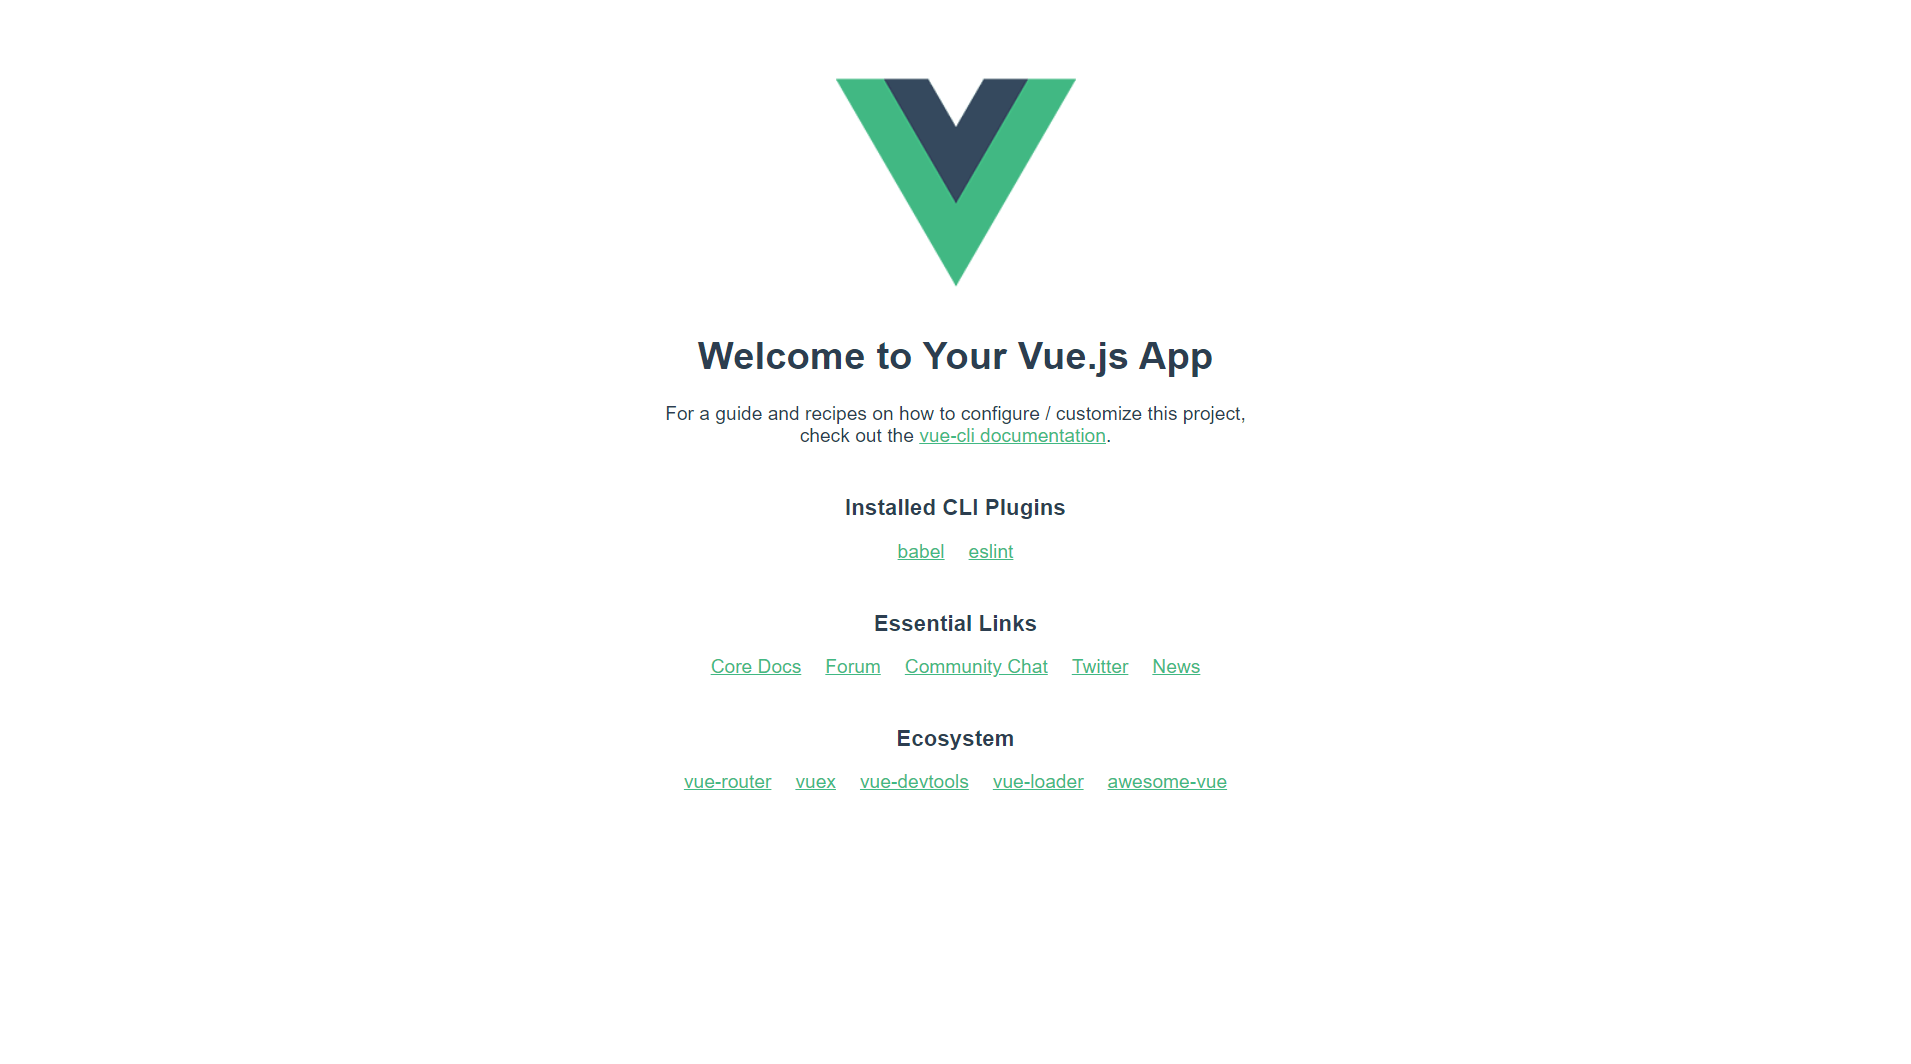 Welcome to Your Vue.js App
For a guide and recipes on how to configure / customize this project,
check out the vue-cli documentation.
Installed CLI Plugins
babel eslint
Essential Links
Core Docs Forum Community Chat Twitter News
Ecosystem
vue-router vuex vue-devtools vue-loader awesome-vue